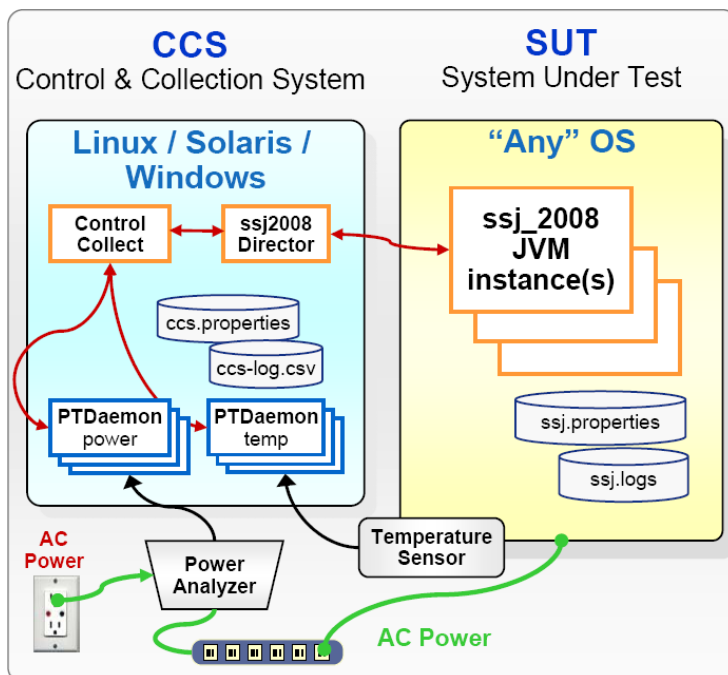 CCS
Control & Collection System
SUT
System Under Test
Linux / Solaris /
Windows
Control
Collect
ssj2008
Director
ccs.properties
ccs-log.csv
PTDaemon
power
PTDaemon
temp
“Any” OS
ssj_2008
JVM
instance(s)
ssj.properties
ssj.logs
AC
Power
Power
Analyzer
Temperature
Sensor
AC Power